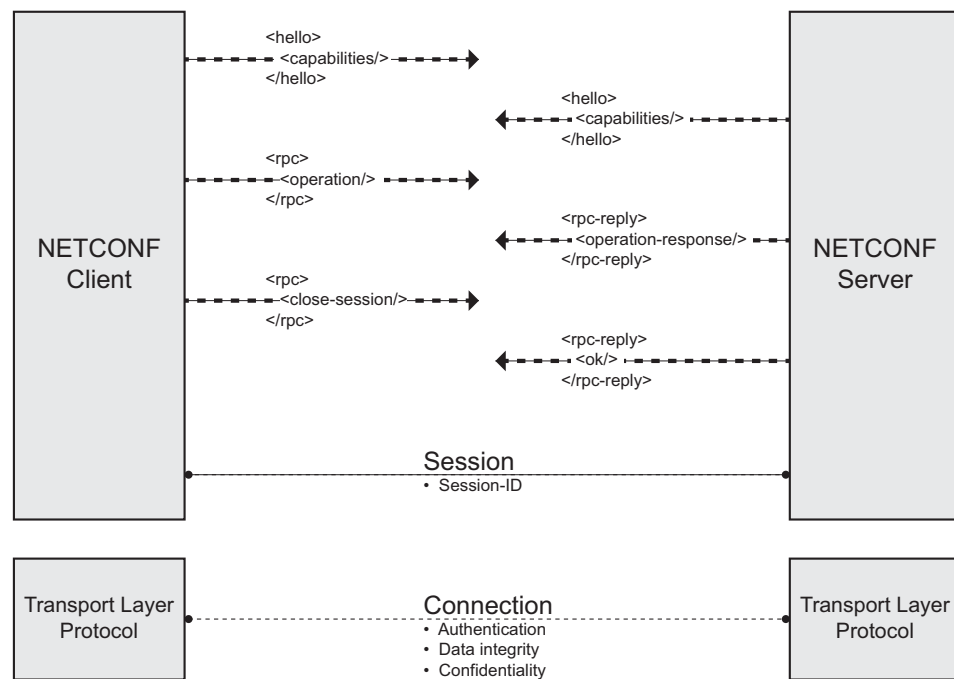 <hello>
<capabilities/>
</hello>
<hello>
<capabilities/>
</hello>
<rpc>
<operation/>
</rpc>
<rpc-reply>
<operation-response/>
</rpc-reply>
NETCONF
Client
NETCONF
Server
<rpc>
<close-session/>
</rpc>
<rpc-reply>
<ok/>
</rpc-reply>
Session
• Session-ID
Transport Layer
Protocol
Connection
• Authentication
• Data integrity
• Confidentiality
Transport Layer
Protocol